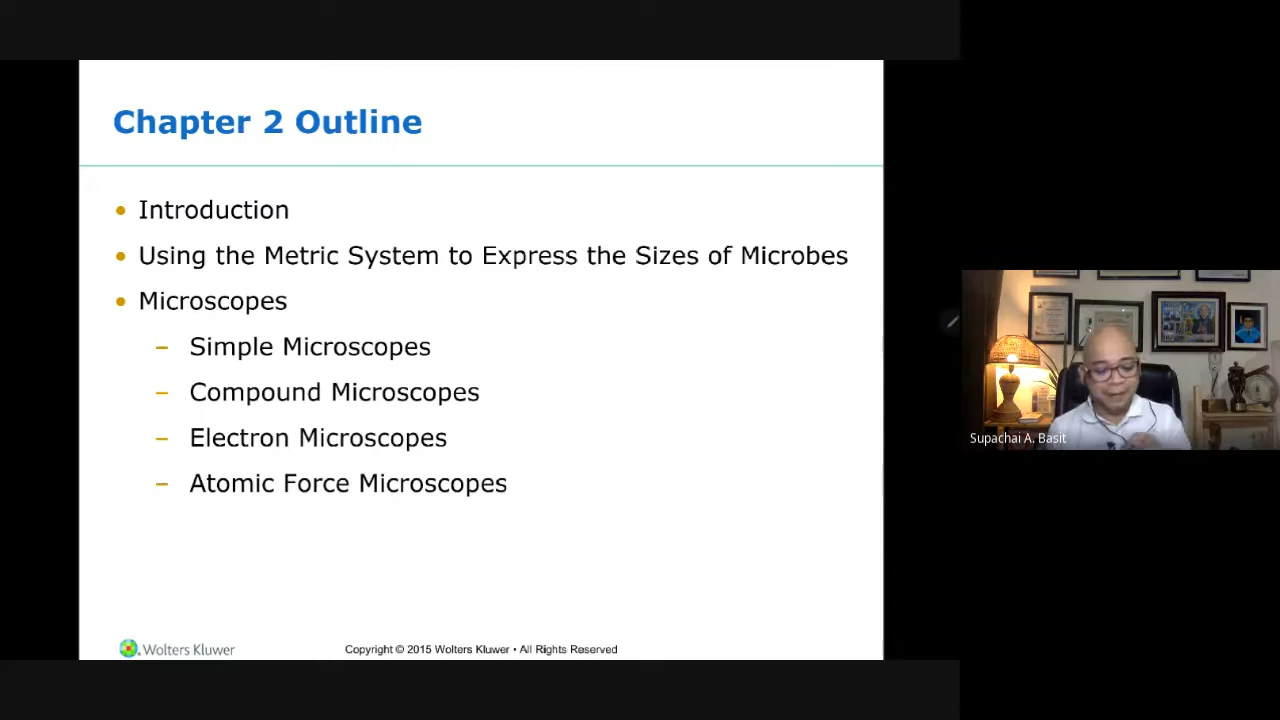 Chapter 2 Outline
• Introduction
• Using the Metric System to Express the Sizes of Microbes
• Microscopes
– Simple Microscopes
– Compound Microscopes
– Electron Microscopes
– Atomic Force Microscopes
Wolters Kluwer
Copyright © 2015 Wolters Kluwer • All Rights Reserved
Supachai A. Basit